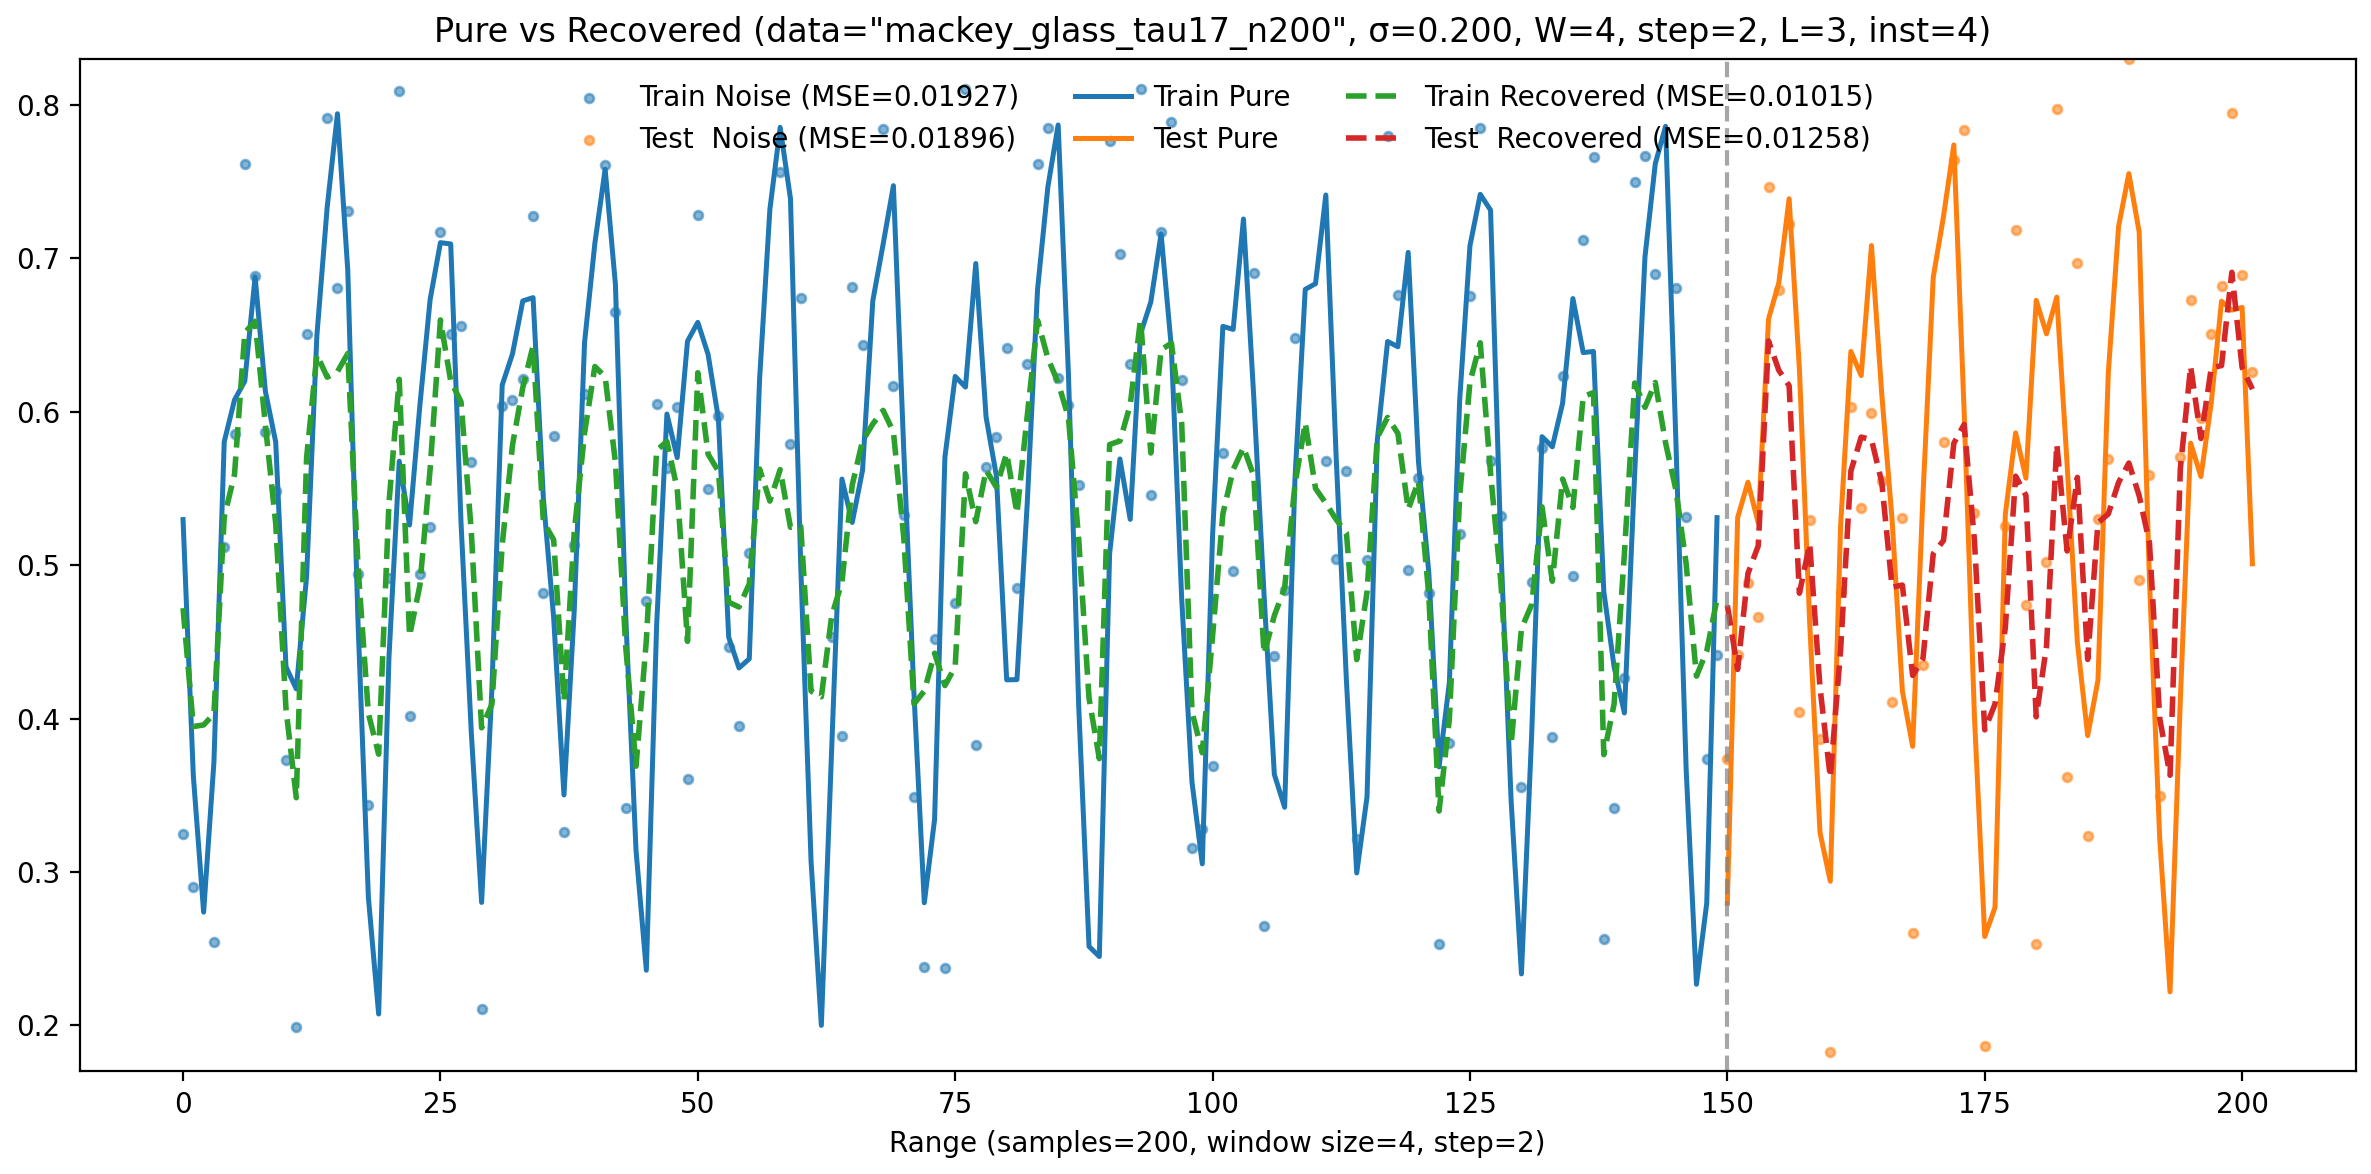 Pure vs Recovered (data="mackey_glass_tau17_n200", σ=0.200, W=4, step=2, L=3, inst=4)
Train Noise (MSE=0.01927) Train Pure Train Recovered (MSE=0.01015)
Test  Noise (MSE=0.01896) Test Pure Test  Recovered (MSE=0.01258)
0.8
0.7
0.6
0.5
0.4
0.3
0.2
0 25 50 75 100 125 150 175 200
Range (samples=200, window size=4, step=2)